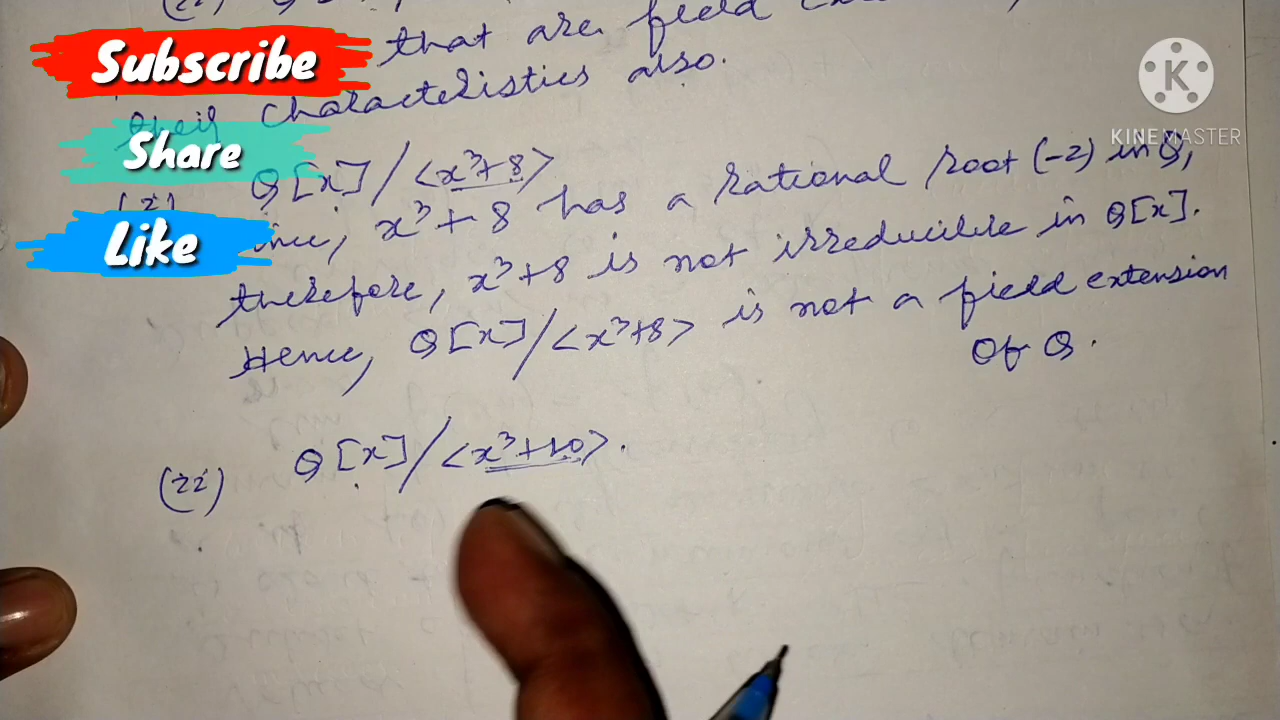 that are field
Subscribe
their characteristics also.
KINEMASTER
Share
Q[x]/<x³+8>
x³+8 has a rational root (-2) in Q,
Like
therefore, x³+8 is not irreducible in Q[x].
Hence, Q[x]/<x³+8> is not a field extension
of Q.
(ii) Q[x]/<x³+10>.